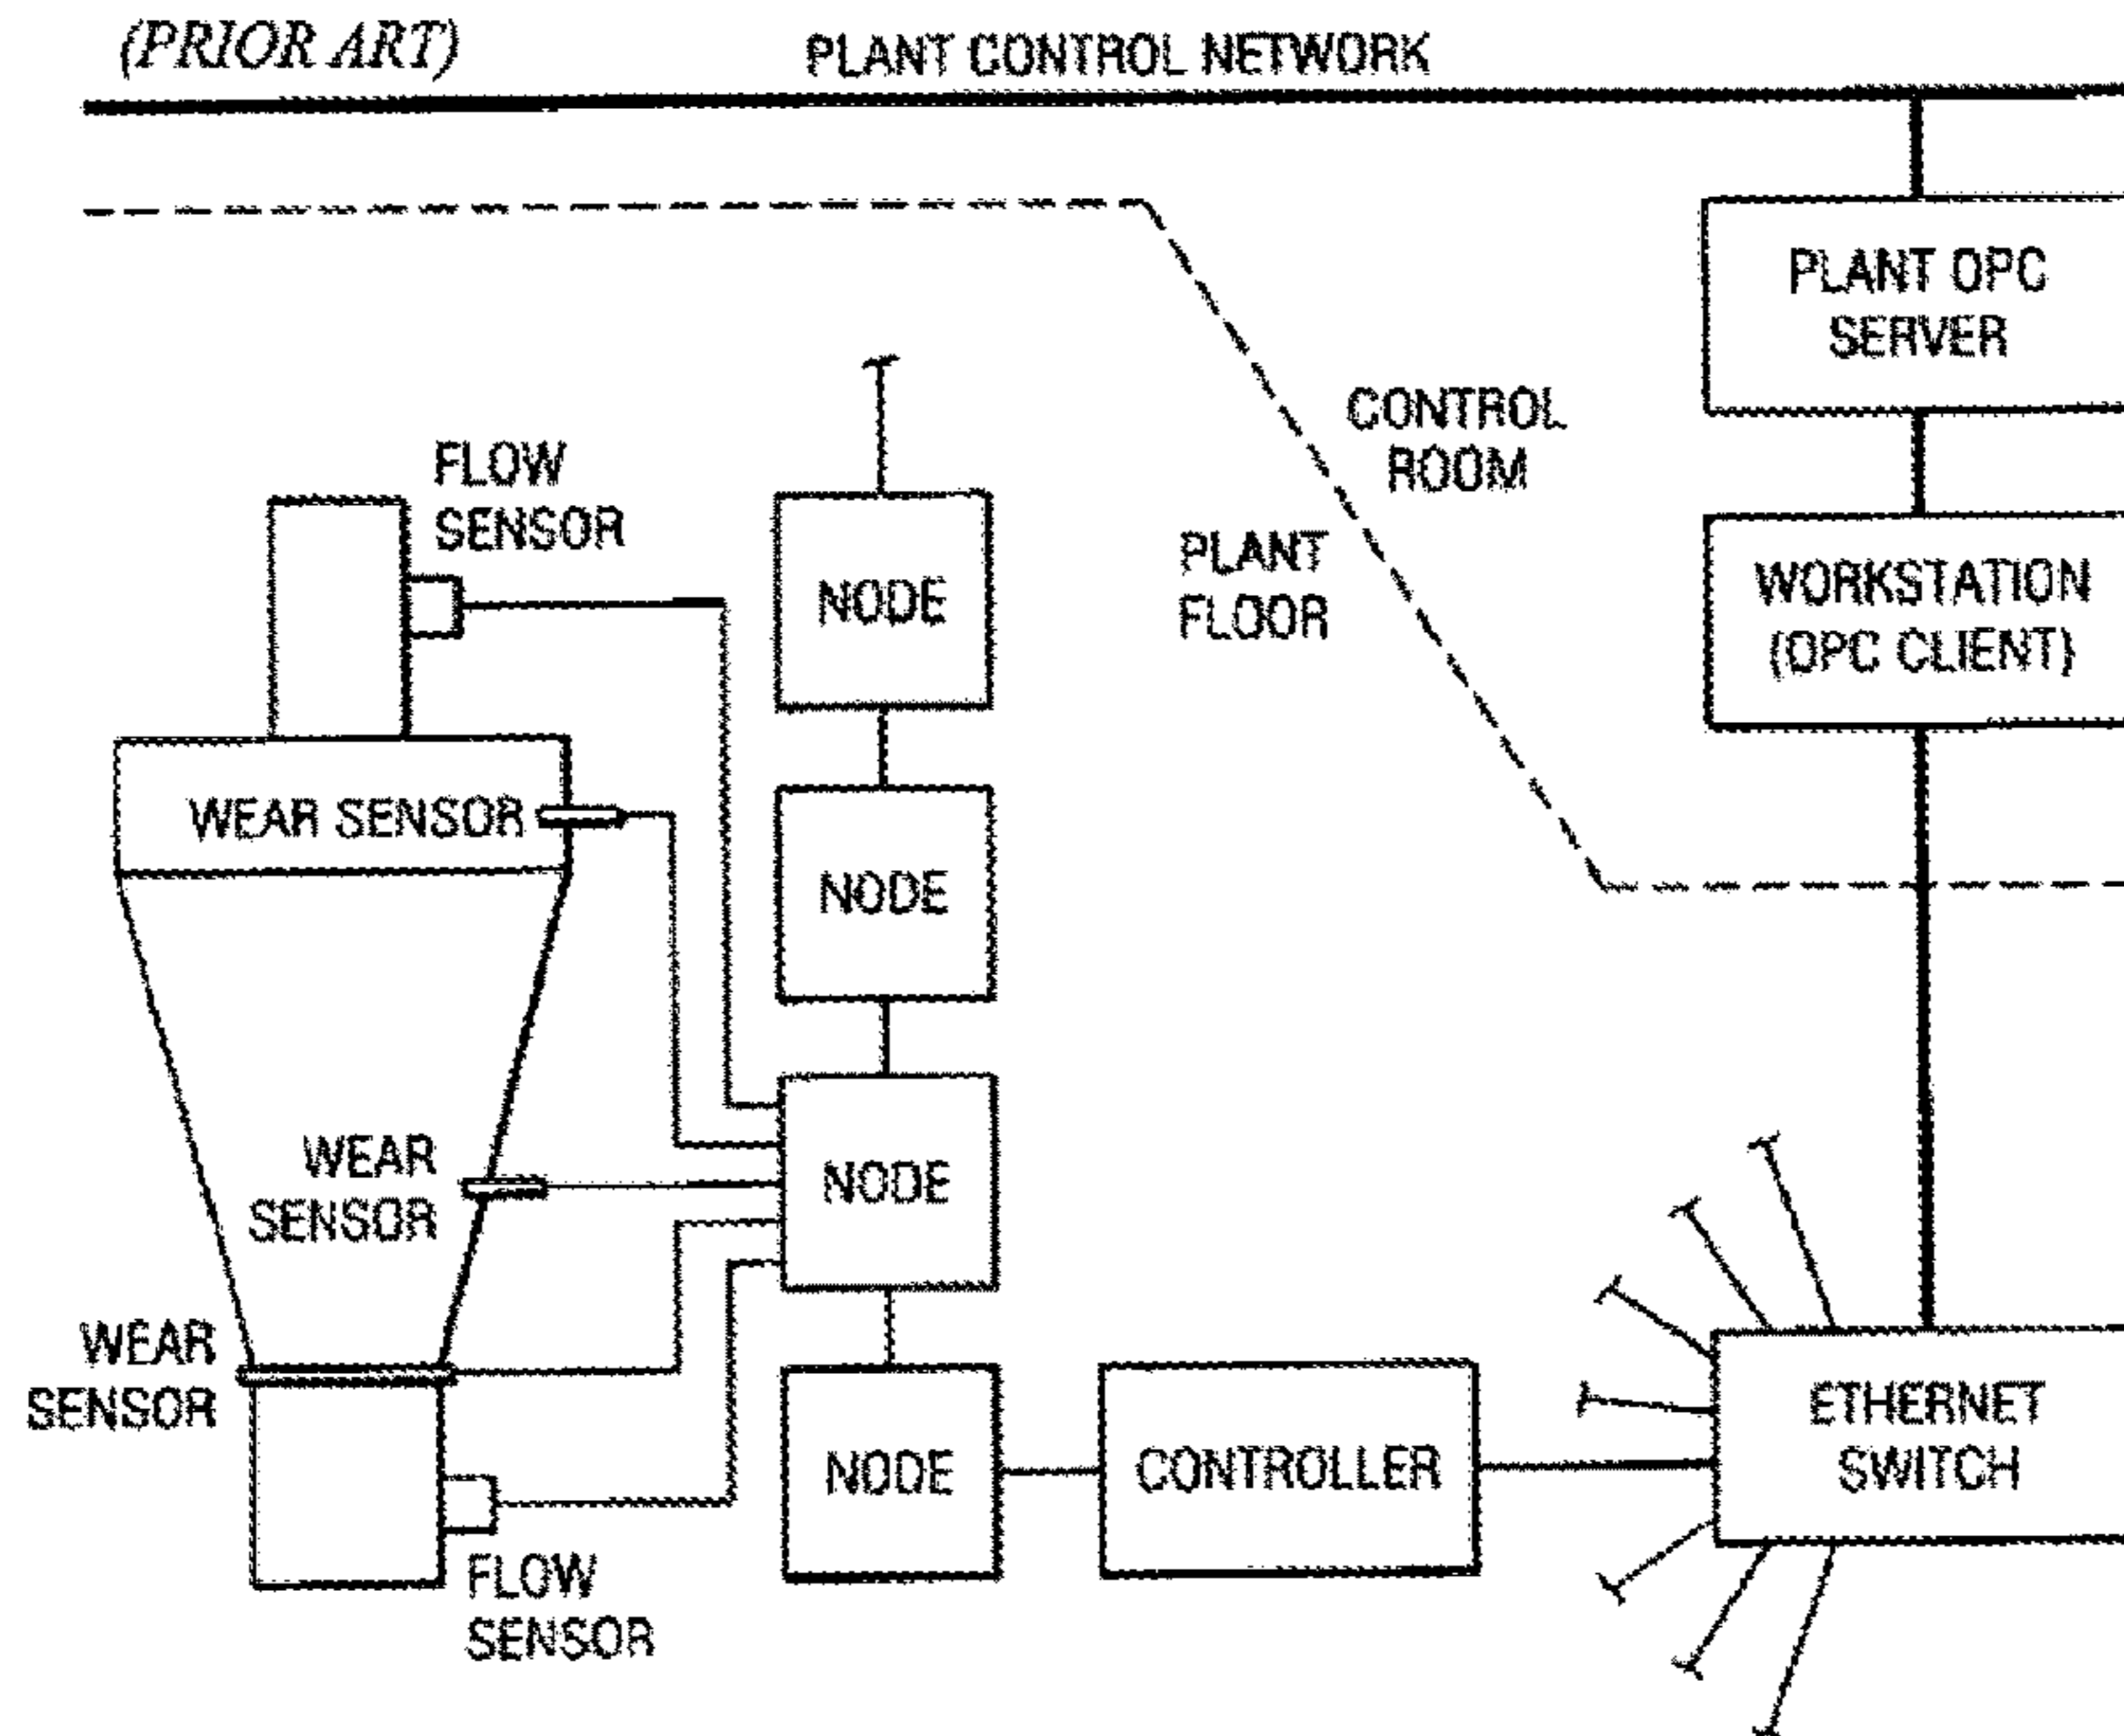 (PRIOR ART)
PLANT CONTROL NETWORK
PLANT OPC
SERVER
CONTROL
ROOM
FLOW
SENSOR
PLANT
FLOOR
NODE
WORKSTATION
(OPC CLIENT)
WEAR SENSOR
NODE
WEAR
SENSOR
NODE
WEAR
SENSOR
NODE
CONTROLLER
ETHERNET
SWITCH
FLOW
SENSOR